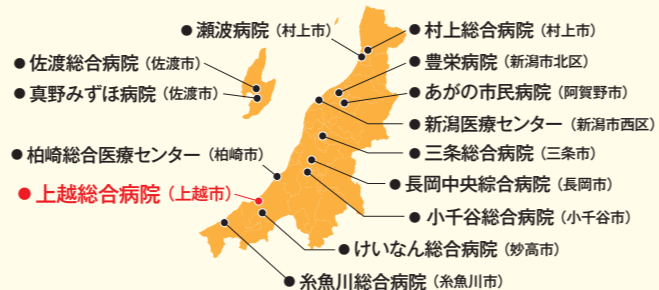 ●瀬波病院（村上市）
●佐渡総合病院（佐渡市）
●真野みずほ病院（佐渡市）
●柏崎総合医療センター（柏崎市）
●上越総合病院（上越市）
●村上総合病院（村上市）
●豊栄病院（新潟市北区）
●あがの市民病院（阿賀野市）
●新潟医療センター（新潟市西区）
●三条総合病院（三条市）
●長岡中央綜合病院（長岡市）
●小千谷総合病院（小千谷市）
●けいなん総合病院（妙高市）
●糸魚川総合病院（糸魚川市）